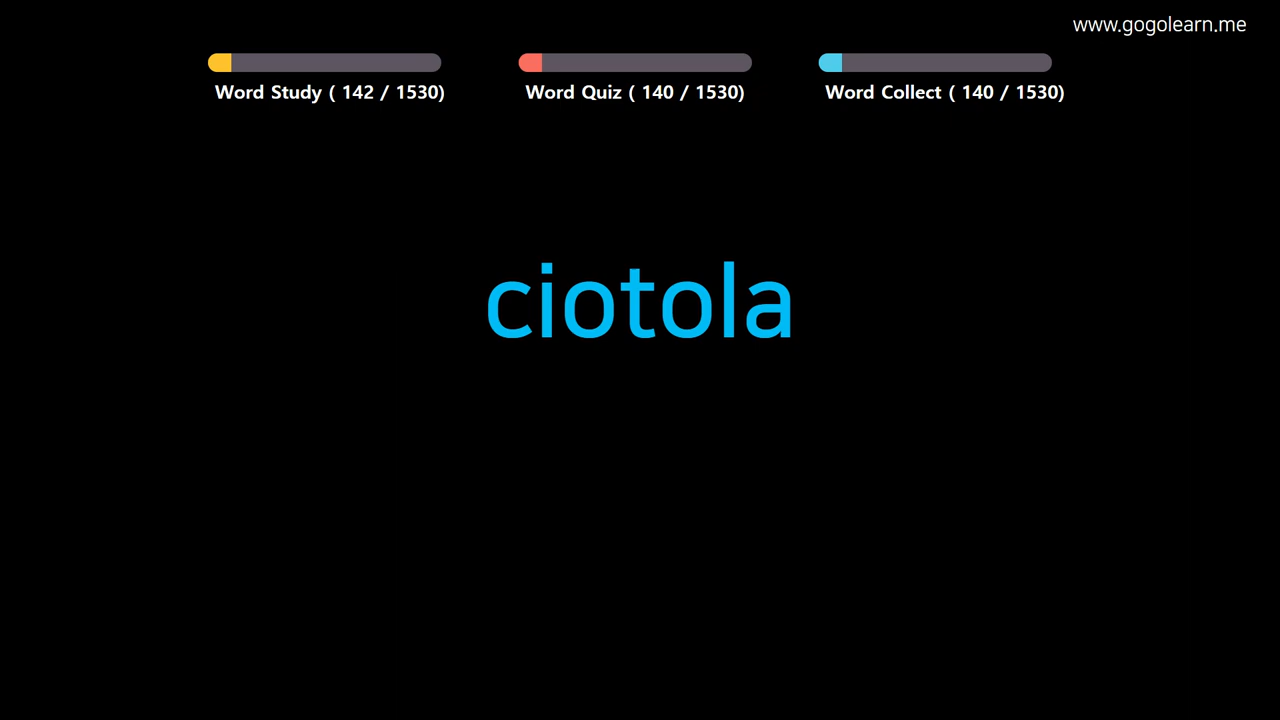 www.gogolearn.me
Word Study ( 142 / 1530)
Word Quiz ( 140 / 1530)
Word Collect ( 140 / 1530)
ciotola